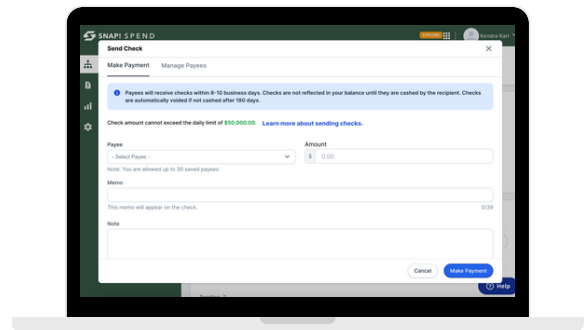 SNAP! SPEND
EXPLORE
Kendra Kari
Send Check
Make Payment
Manage Payees
Payees will receive checks within 8-10 business days. Checks are not reflected in your balance until they are cashed by the recipient. Checks
are automatically voided if not cashed after 180 days.
Check amount cannot exceed the daily limit of $50,000.00. Learn more about sending checks.
Payee
Amount
- Select Payee -
$ 0.00
Note: You are allowed up to 30 saved payees.
Memo
This memo will appear on the check.
0/39
Note
Cancel
Make Payment
Help